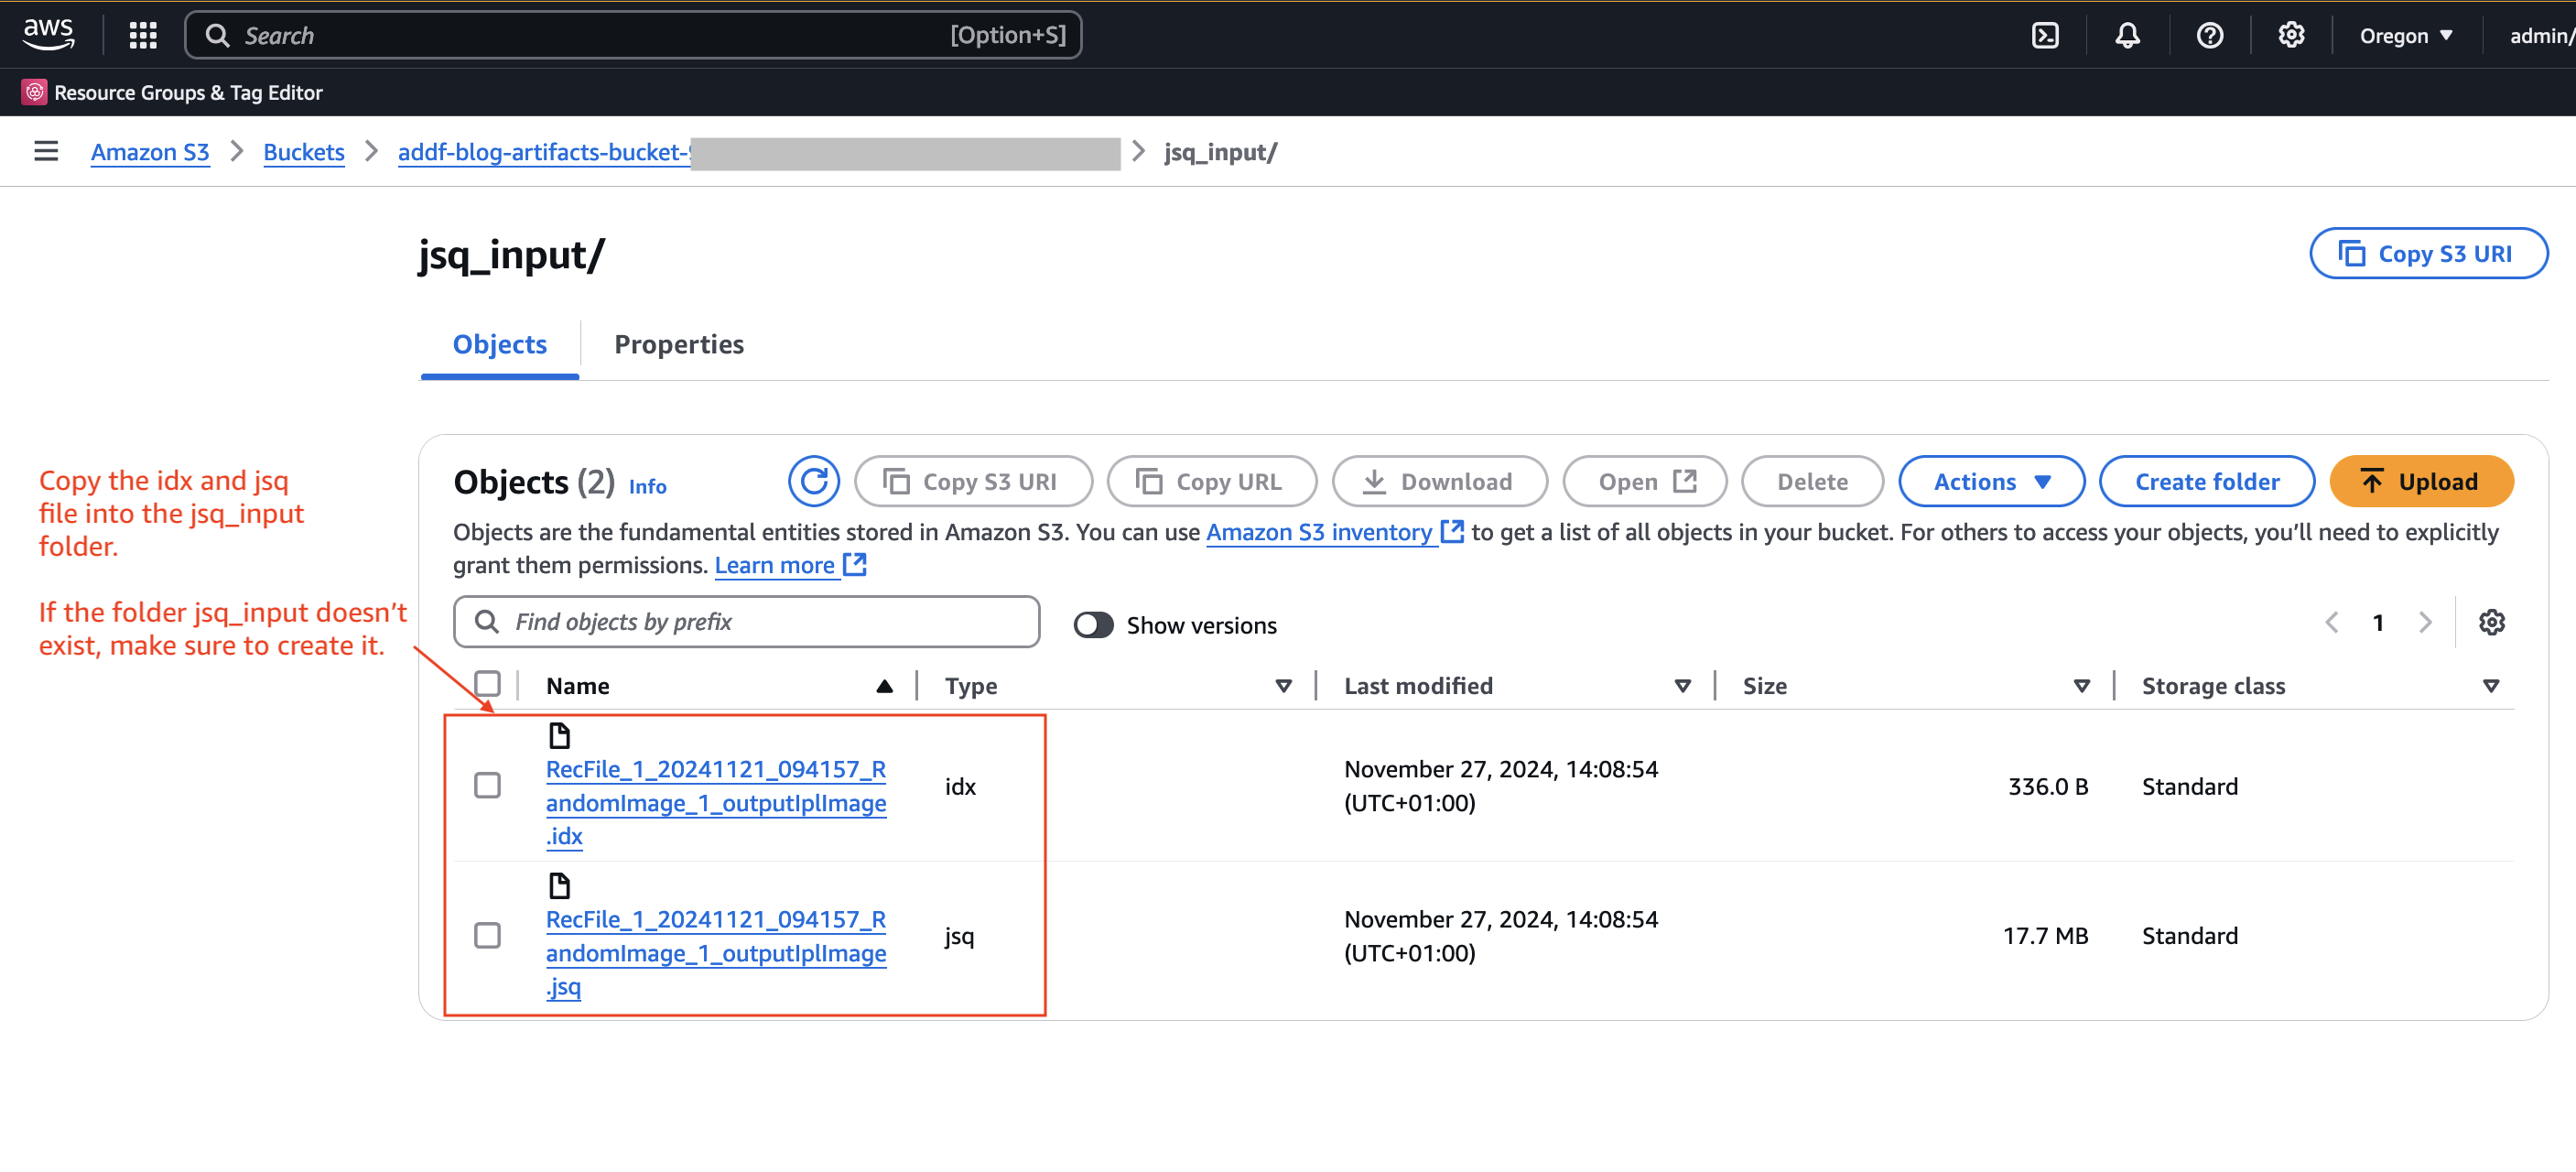 aws
Search [Option+S]
Oregon
admin/
Resource Groups & Tag Editor
Amazon S3 > Buckets > addf-blog-artifacts-bucket- > jsq_input/
jsq_input/
Copy S3 URI
Objects
Properties
Copy the idx and jsq
file into the jsq_input
folder.
If the folder jsq_input doesn't
exist, make sure to create it.
Objects (2) Info
Copy S3 URI
Copy URL
Download
Open
Delete
Actions
Create folder
Upload
Objects are the fundamental entities stored in Amazon S3. You can use Amazon S3 inventory to get a list of all objects in your bucket. For others to access your objects, you'll need to explicitly
grant them permissions. Learn more
Find objects by prefix
Show versions
1
Name Type Last modified Size Storage class
RecFile_1_20241121_094157_R
andomImage_1_outputIplImage
.idx
idx
November 27, 2024, 14:08:54
(UTC+01:00)
336.0 B
Standard
RecFile_1_20241121_094157_R
andomImage_1_outputIplImage
.jsq
jsq
November 27, 2024, 14:08:54
(UTC+01:00)
17.7 MB
Standard